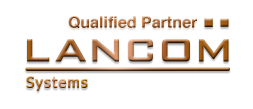 Qualified Partner
LANCOM
Systems